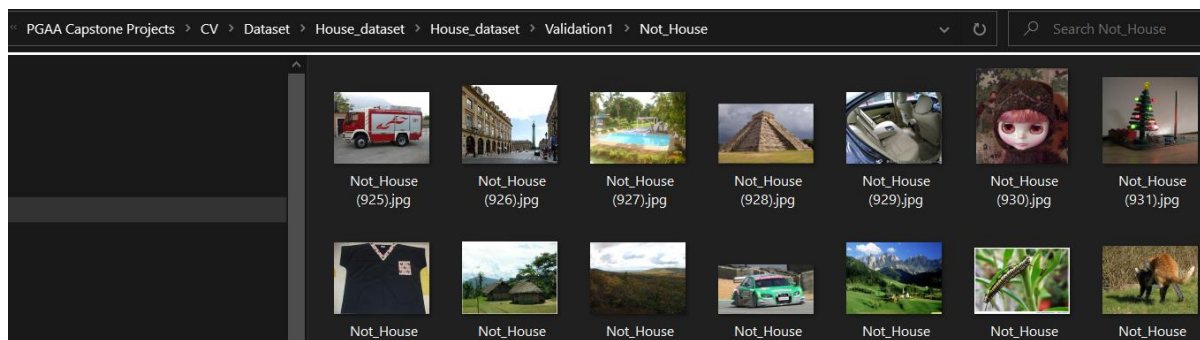 « PGAA Capstone Projects > CV > Dataset > House_dataset > House_dataset > Validation1 > Not_House
Search Not_House
Not_House (925).jpg
Not_House (926).jpg
Not_House (927).jpg
Not_House (928).jpg
Not_House (929).jpg
Not_House (930).jpg
Not_House (931).jpg
Not_House
Not_House
Not_House
Not_House
Not_House
Not_House
Not_House